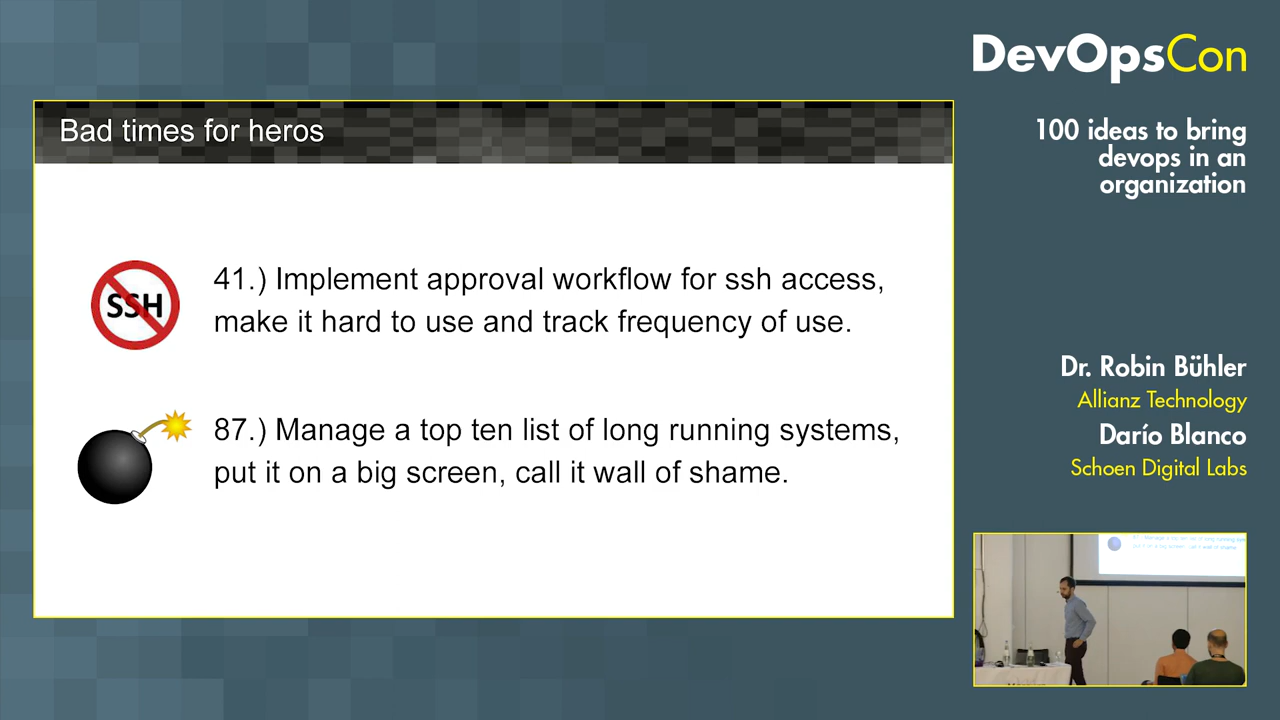 DevOpsCon
100 ideas to bring
devops in an
organization
Bad times for heros
SSH
41.) Implement approval workflow for ssh access,
make it hard to use and track frequency of use.
87.) Manage a top ten list of long running systems,
put it on a big screen, call it wall of shame.
Dr. Robin Bühler
Allianz Technology
Darío Blanco
Schoen Digital Labs